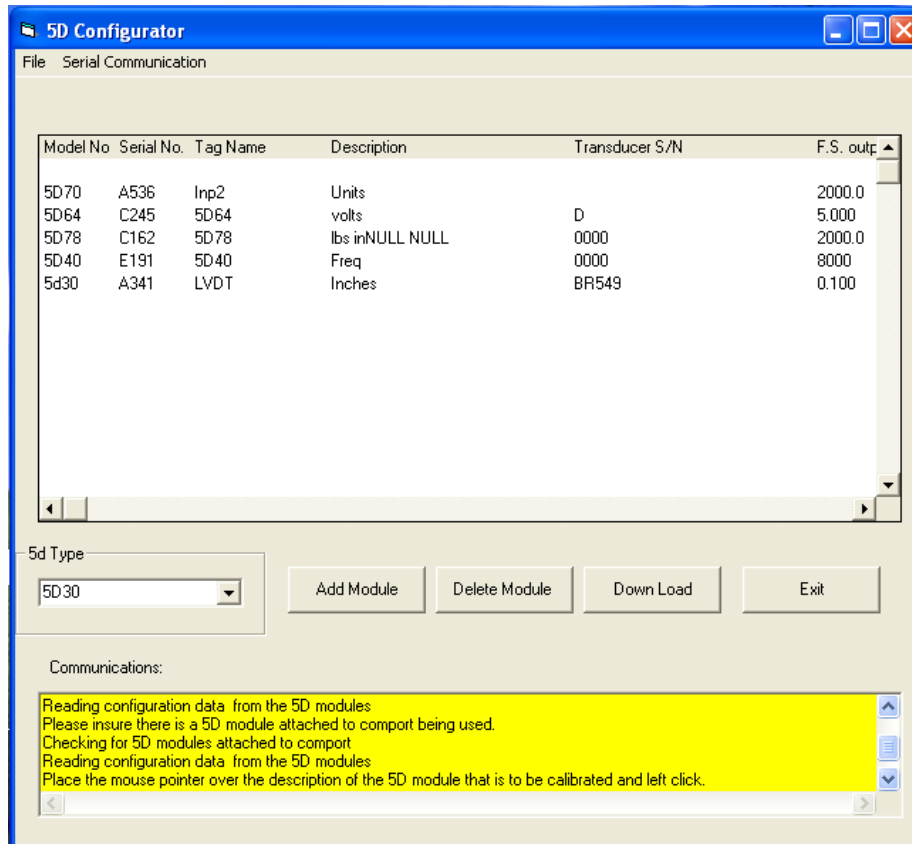 5D Configurator
File Serial Communication
Model No Serial No. Tag Name Description Transducer S/N F.S. outp
5D70 A536 Inp2 Units 2000.0
5D64 C245 5D64 volts D 5.000
5D78 C162 5D78 lbs inNULL NULL 0000 2000.0
5D40 E191 5D40 Freq 0000 8000
5d30 A341 LVDT Inches BR549 0.100
5d Type
5D30 Add Module Delete Module Down Load Exit
Communications:
Reading configuration data from the 5D modules
Please insure there is a 5D module attached to comport being used.
Checking for 5D modules attached to comport
Reading configuration data from the 5D modules
Place the mouse pointer over the description of the 5D module that is to be calibrated and left click.